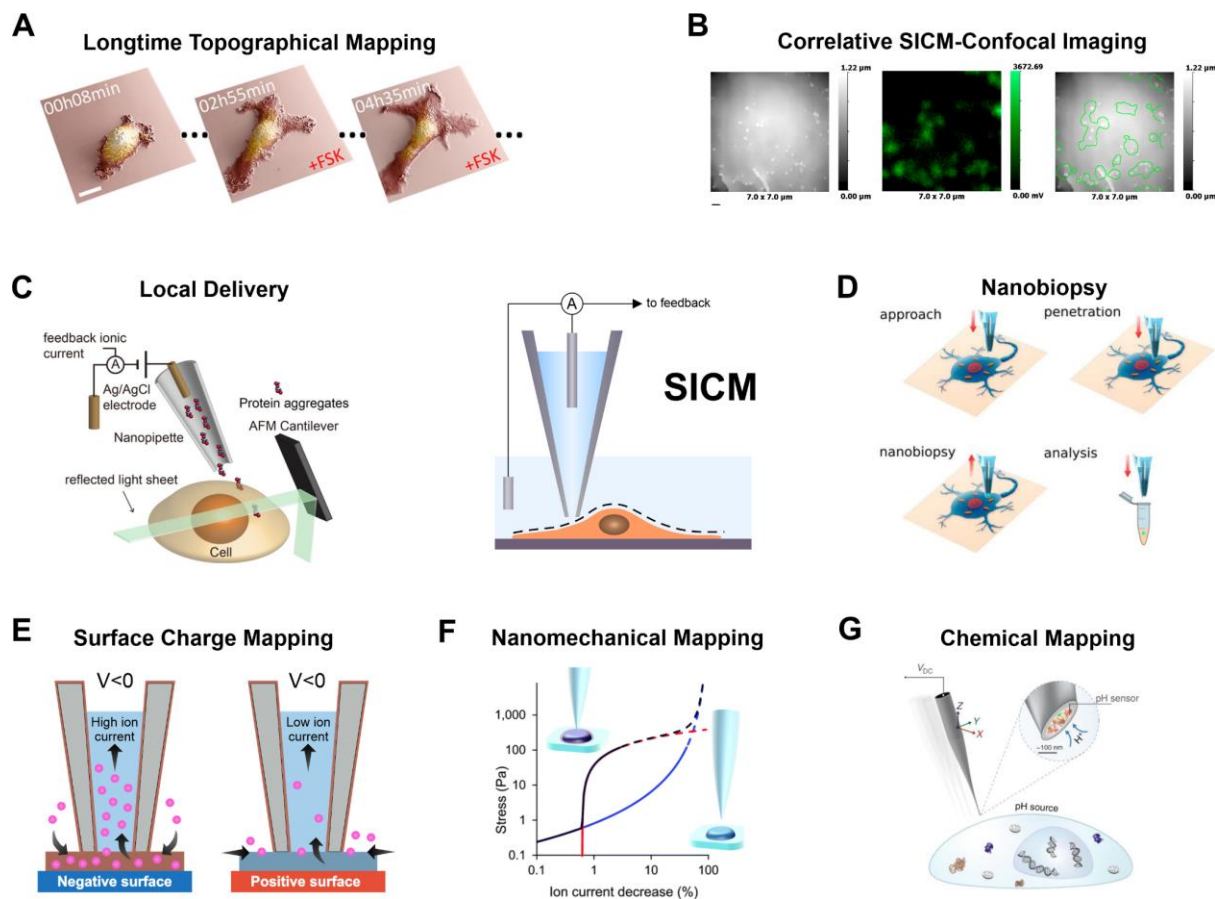 A
Longtime Topographical Mapping
00h08min
02h55min
+FSK
04h35min
+FSK
B
Correlative SICM-Confocal Imaging
1.22 µm
0.00 µm
7.0 x 7.0 µm
3672.69
0.00 mV
7.0 x 7.0 µm
1.22 µm
0.00 µm
7.0 x 7.0 µm
C
Local Delivery
feedback ionic
current
A
Ag/AgCl
electrode
Nanopipette
Protein aggregates
AFM Cantilever
reflected light sheet
Cell
A
to feedback
SICM
D
Nanobiopsy
approach
penetration
nanobiopsy
analysis
E
Surface Charge Mapping
V<0
High ion
current
Negative surface
V<0
Low ion
current
Positive surface
F
Nanomechanical Mapping
Stress (Pa)
1,000
100
10
1
0.1
0.1
1
10
100
Ion current decrease (%)
G
Chemical Mapping
VDC
Z
Y
X
pH sensor
~100 nm
H+
pH source